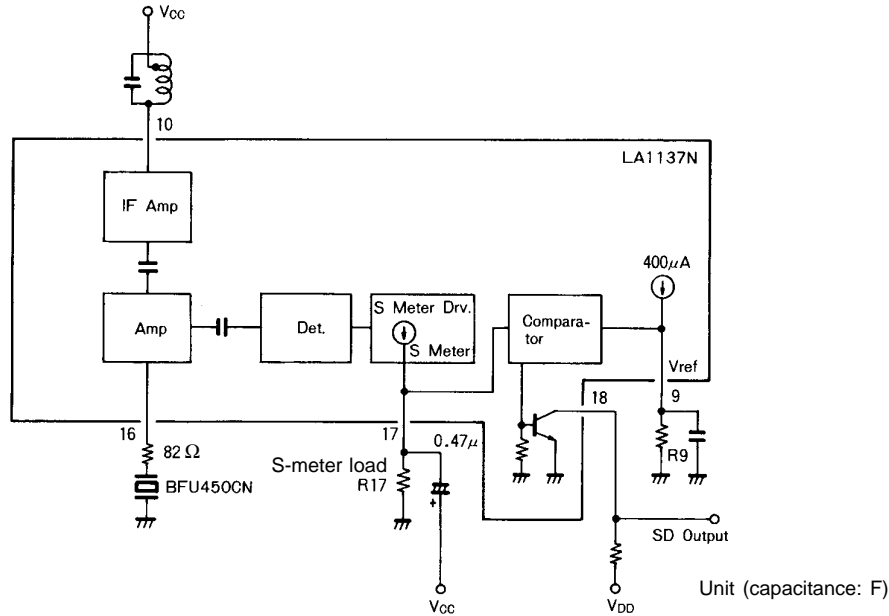 VCC
10
LA1137N
IF Amp
400μA
Amp
Det.
S Meter Drv.
S Meter
Compara-
tor
Vref
16
17
18
9
82Ω
0.47μ
S-meter load
R17
R9
BFU450CN
+
SD Output
VCC
VDD
Unit (capacitance: F)